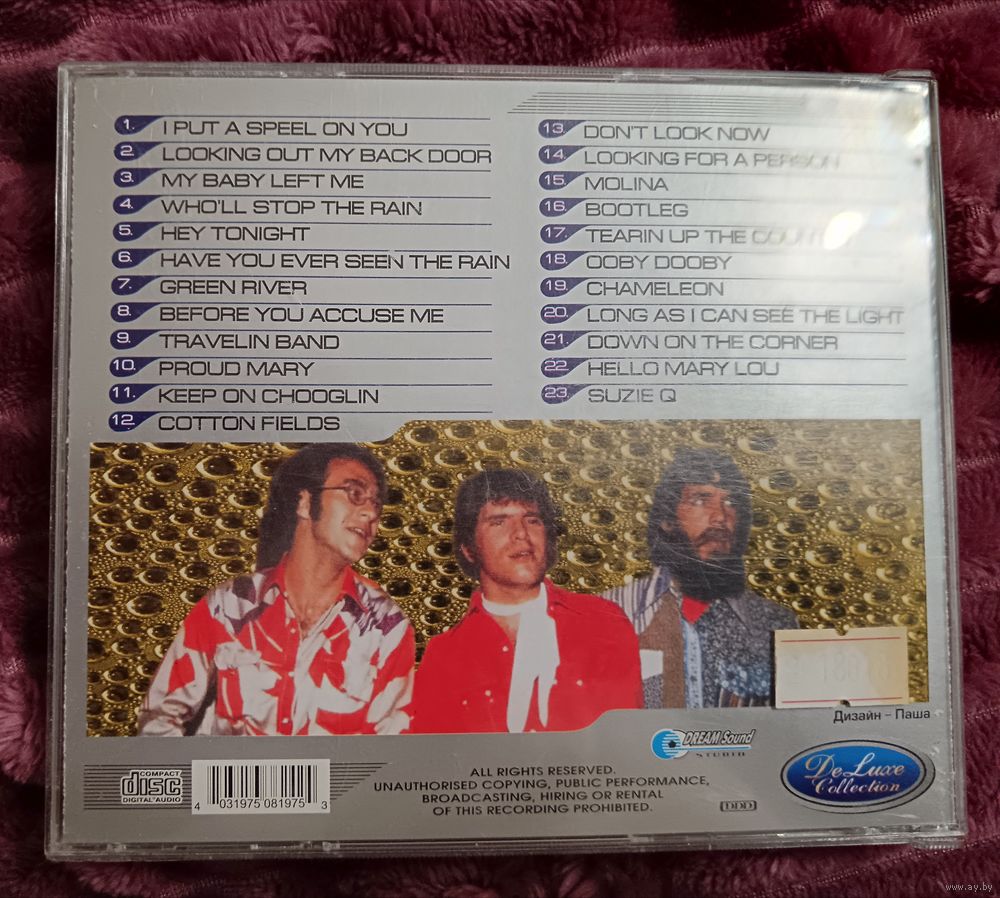 1. I PUT A SPEEL ON YOU
2. LOOKING OUT MY BACK DOOR
3. MY BABY LEFT ME
4. WHO'LL STOP THE RAIN
5. HEY TONIGHT
6. HAVE YOU EVER SEEN THE RAIN
7. GREEN RIVER
8. BEFORE YOU ACCUSE ME
9. TRAVELIN BAND
10. PROUD MARY
11. KEEP ON CHOOGLIN
12. COTTON FIELDS
13. DON'T LOOK NOW
14. LOOKING FOR A PERSON
15. MOLINA
16. BOOTLEG
17. TEARIN UP THE
18. OOBY DOOBY
19. CHAMELEON
20. LONG AS I CAN SEE THE LIGHT
21. DOWN ON THE CORNER
22. HELLO MARY LOU
23. SUZIE Q
Дизайн - Паша
DREAM Sound
STUDIO
De Luxe
Collection
COMPACT
disc
DIGITAL AUDIO
4 031975 081975 3
ALL RIGHTS RESERVED.
UNAUTHORISED COPYING, PUBLIC PERFORMANCE,
BROADCASTING, HIRING OR RENTAL
OF THIS RECORDING PROHIBITED.
DDD
www.ay.by